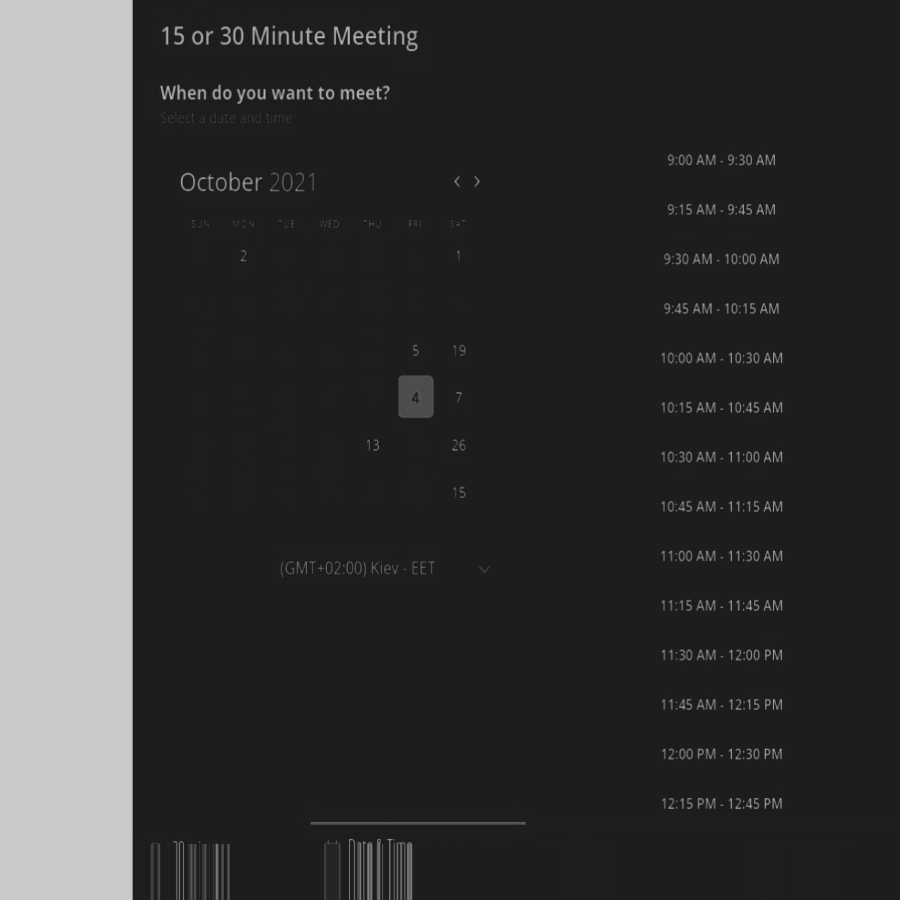 15 or 30 Minute Meeting
When do you want to meet?
Select a date and time
October 2021
SUN MON TUE WED THU FRI SAT
2 1
5 19
4 7
13 26
15
(GMT+02:00) Kiev - EET
9:00 AM - 9:30 AM
9:15 AM - 9:45 AM
9:30 AM - 10:00 AM
9:45 AM - 10:15 AM
10:00 AM - 10:30 AM
10:15 AM - 10:45 AM
10:30 AM - 11:00 AM
10:45 AM - 11:15 AM
11:00 AM - 11:30 AM
11:15 AM - 11:45 AM
11:30 AM - 12:00 PM
11:45 AM - 12:15 PM
12:00 PM - 12:30 PM
12:15 PM - 12:45 PM
Date & Time